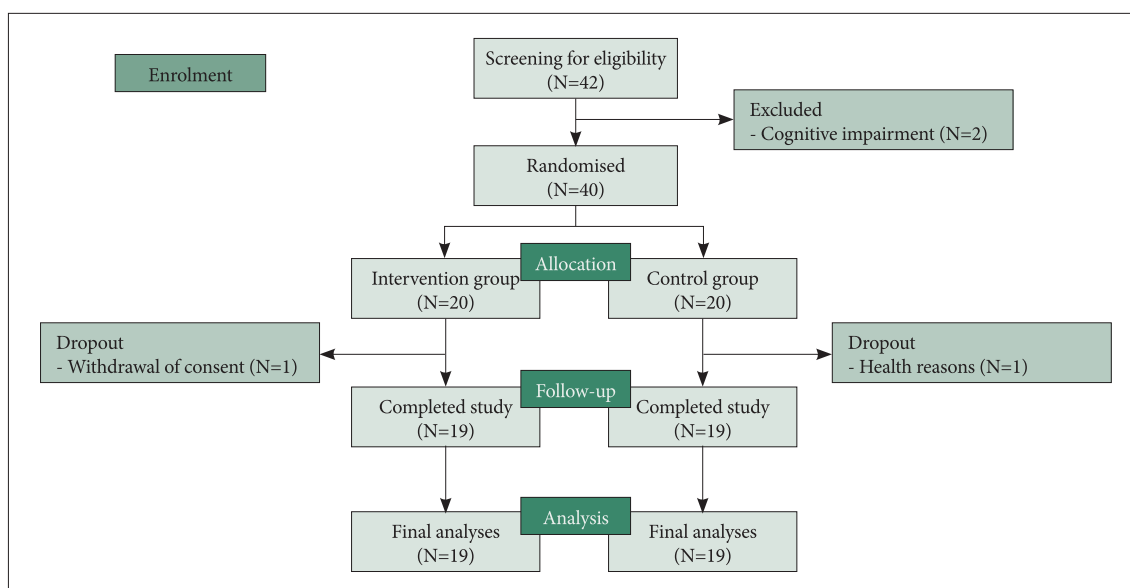 Enrolment
Screening for eligibility
(N=42)
Excluded
- Cognitive impairment (N=2)
Randomised
(N=40)
Allocation
Intervention group
(N=20)
Control group
(N=20)
Dropout
- Withdrawal of consent (N=1)
Dropout
- Health reasons (N=1)
Follow-up
Completed study
(N=19)
Completed study
(N=19)
Analysis
Final analyses
(N=19)
Final analyses
(N=19)